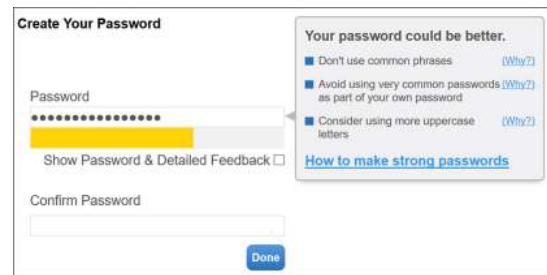 Create Your Password
Your password could be better.
Don't use common phrases (Why?)
Avoid using very common passwords (Why?)
as part of your own password
Consider using more uppercase (Why?)
letters
How to make strong passwords
Password
Show Password & Detailed Feedback
Confirm Password
Done